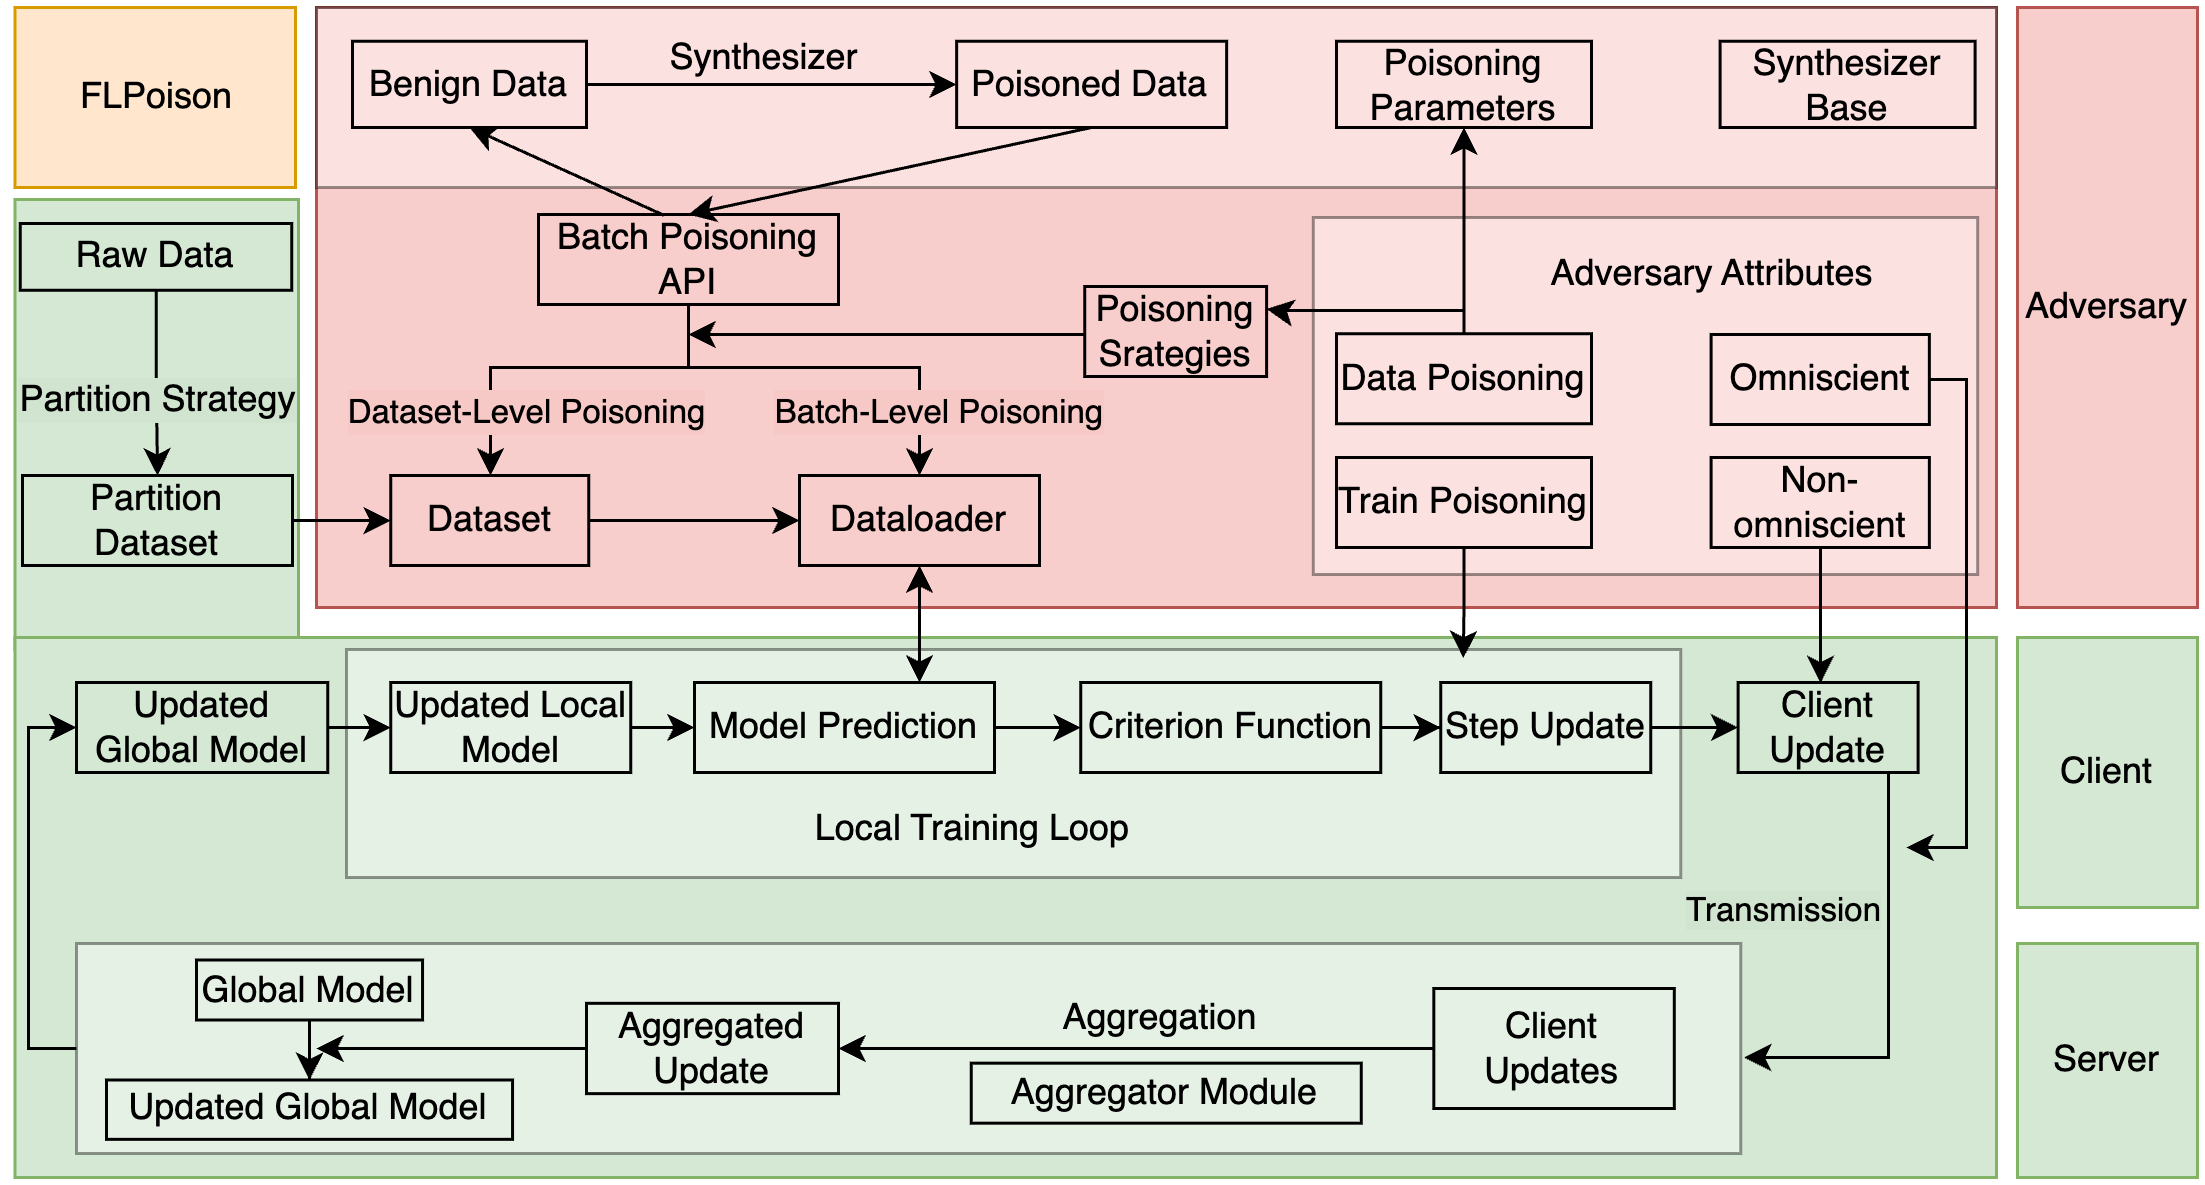 FLPoison
Benign Data
Synthesizer
Poisoned Data
Poisoning
Parameters
Synthesizer
Base
Raw Data
Partition Strategy
Partition
Dataset
Batch Poisoning
API
Poisoning
Srategies
Dataset-Level Poisoning
Batch-Level Poisoning
Dataset
Dataloader
Adversary Attributes
Data Poisoning
Omniscient
Train Poisoning
Non-
omniscient
Adversary
Updated
Global Model
Updated Local
Model
Model Prediction
Criterion Function
Step Update
Client
Update
Local Training Loop
Client
Transmission
Global Model
Updated Global Model
Aggregated
Update
Aggregation
Aggregator Module
Client
Updates
Server